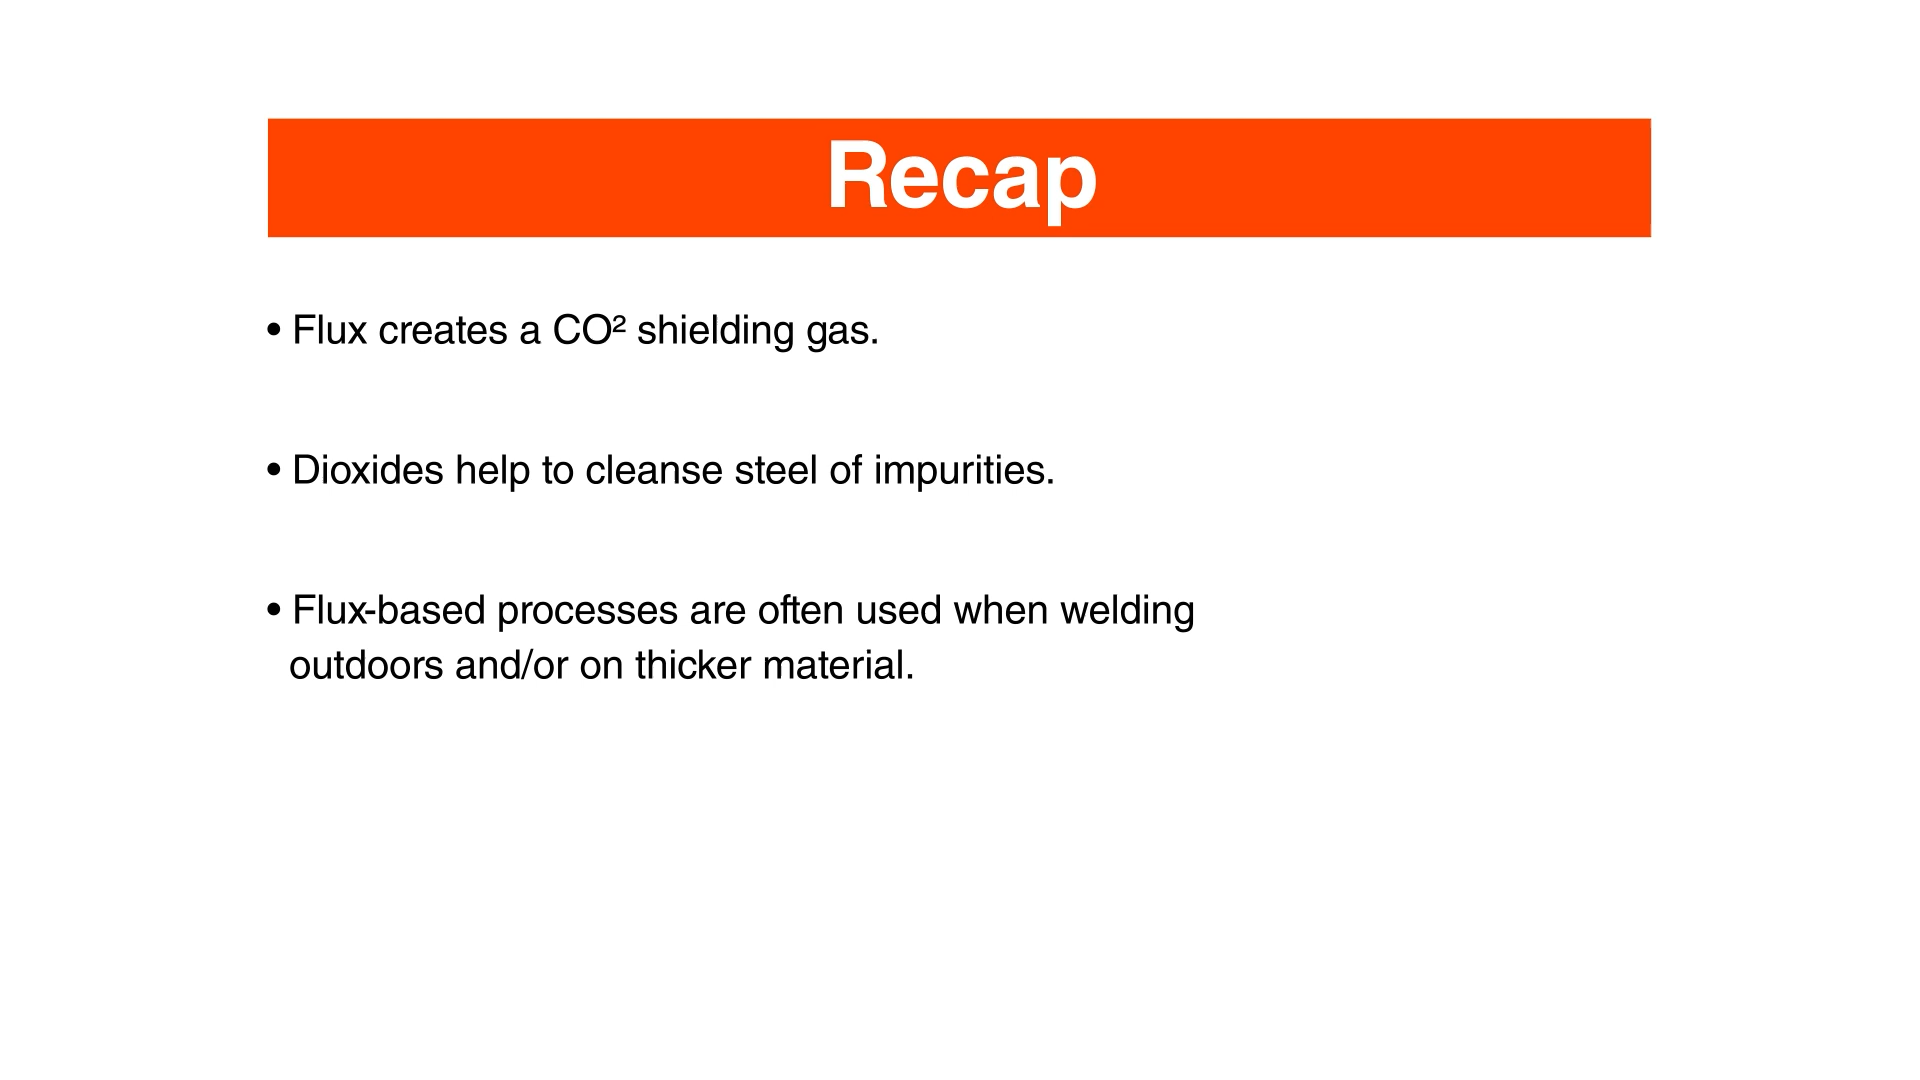 Recap
• Flux creates a CO² shielding gas.
• Dioxides help to cleanse steel of impurities.
• Flux-based processes are often used when welding
outdoors and/or on thicker material.